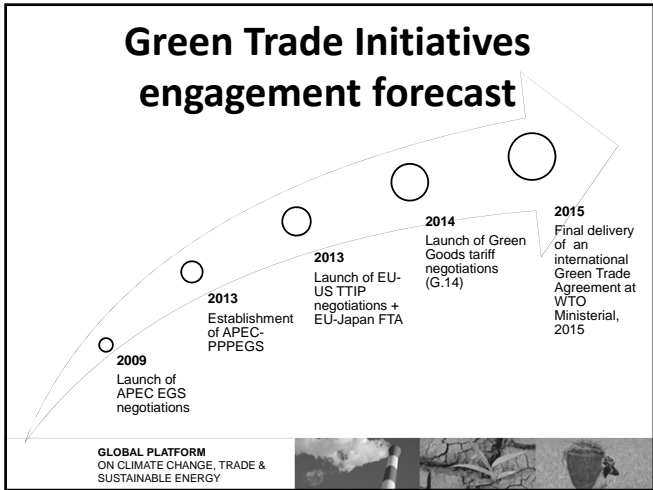 Green Trade Initiatives
engagement forecast
2009
Launch of
APEC EGS
negotiations
2013
Establishment
of APEC-
PPPEGS
2013
Launch of EU-
US TTIP
negotiations +
EU-Japan FTA
2014
Launch of Green
Goods tariff
negotiations
(G.14)
2015
Final delivery
of an
international
Green Trade
Agreement at
WTO
Ministerial,
2015
GLOBAL PLATFORM
ON CLIMATE CHANGE, TRADE &
SUSTAINABLE ENERGY